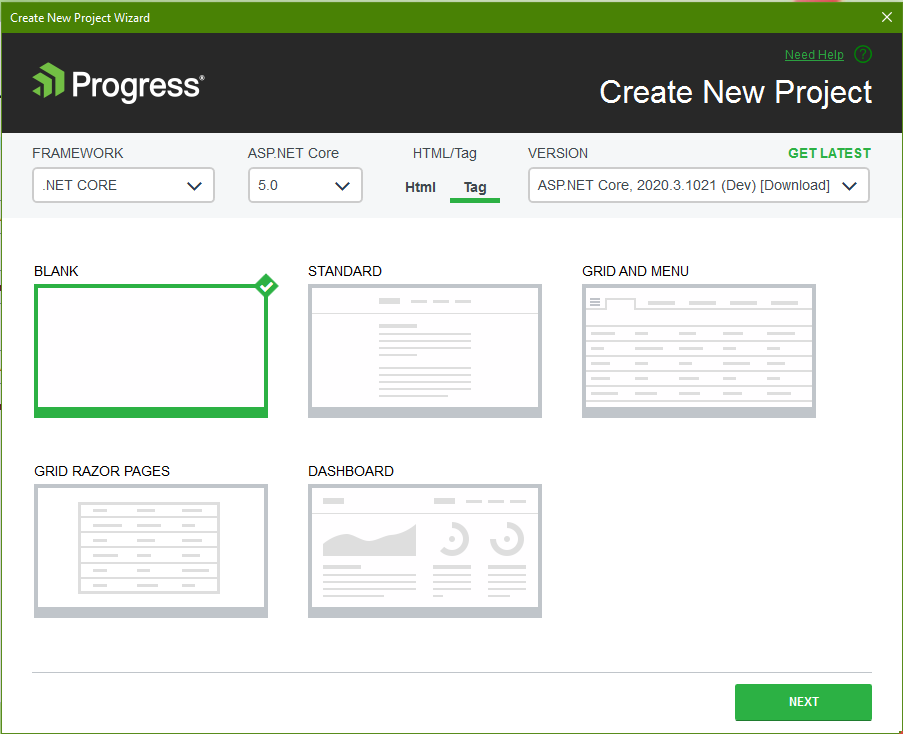 Create New Project Wizard
Need Help ?
Progress®
Create New Project
FRAMEWORK ASP.NET Core HTML/Tag VERSION GET LATEST
.NET CORE 5.0 Html Tag ASP.NET Core, 2020.3.1021 (Dev) [Download]
BLANK STANDARD GRID AND MENU
GRID RAZOR PAGES DASHBOARD
NEXT